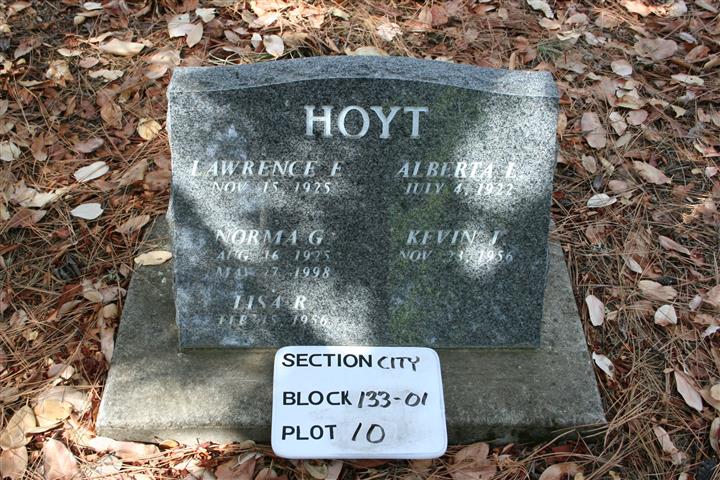 HOYT
LAWRENCE F.
NOV. 15, 1925
ALBERTA E.
JULY 4, 1922
NORMA G.
AUG. 16 1925
MAY 27, 1998
KEVIN
NOV. 23, 1956
LISA R.
FEB. 15, 1956
SECTION CITY
BLOCK 133-01
PLOT 10